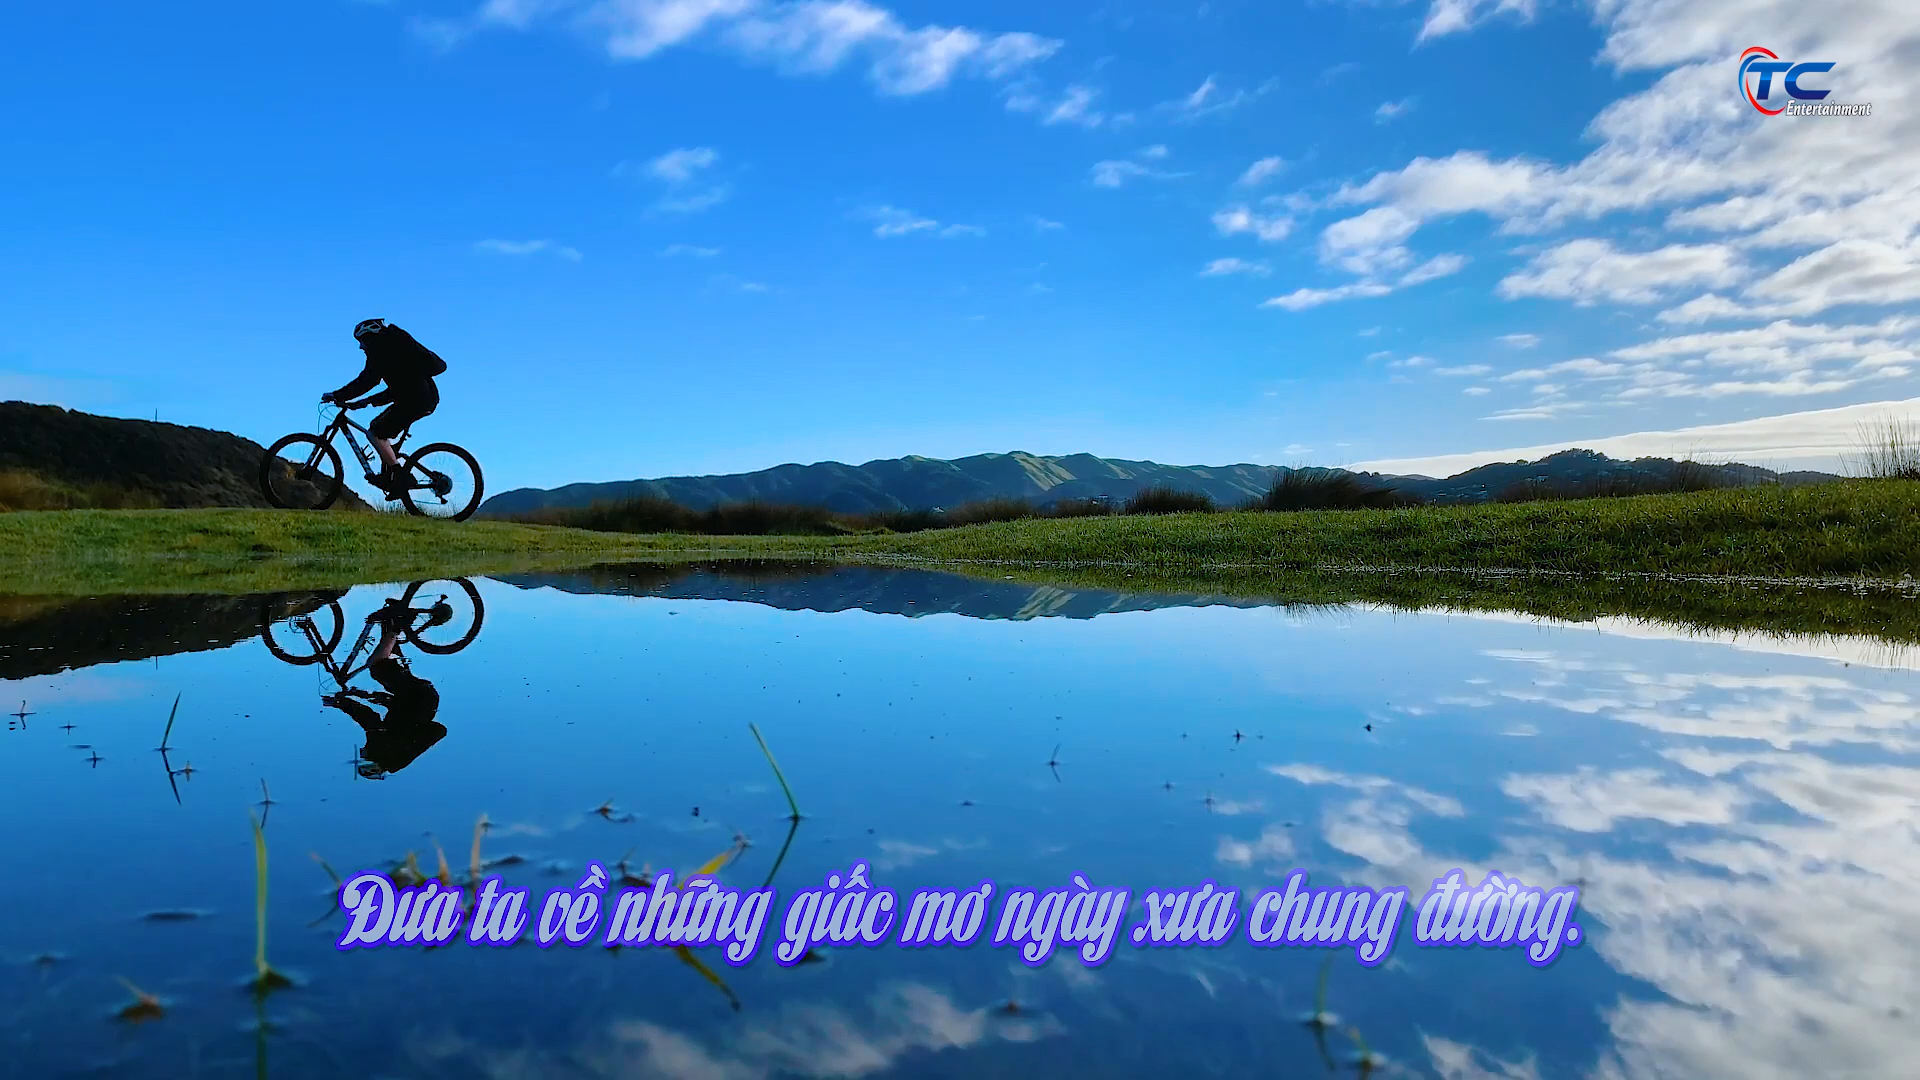 TC
Entertainment
Đưa ta về những giấc mơ ngày xưa chung đường.